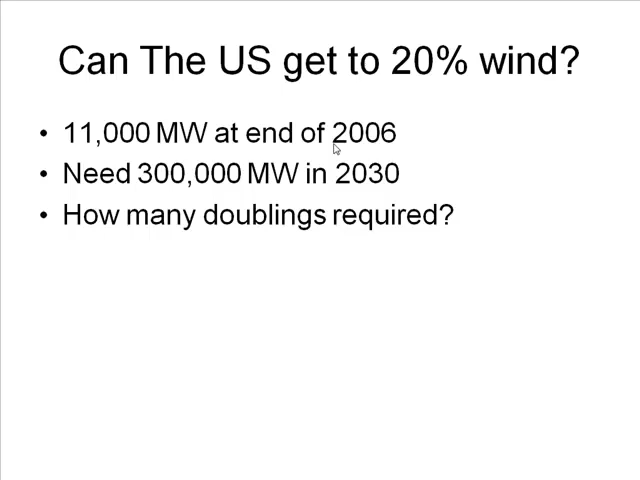 Can The US get to 20% wind?
• 11,000 MW at end of 2006
• Need 300,000 MW in 2030
• How many doublings required?